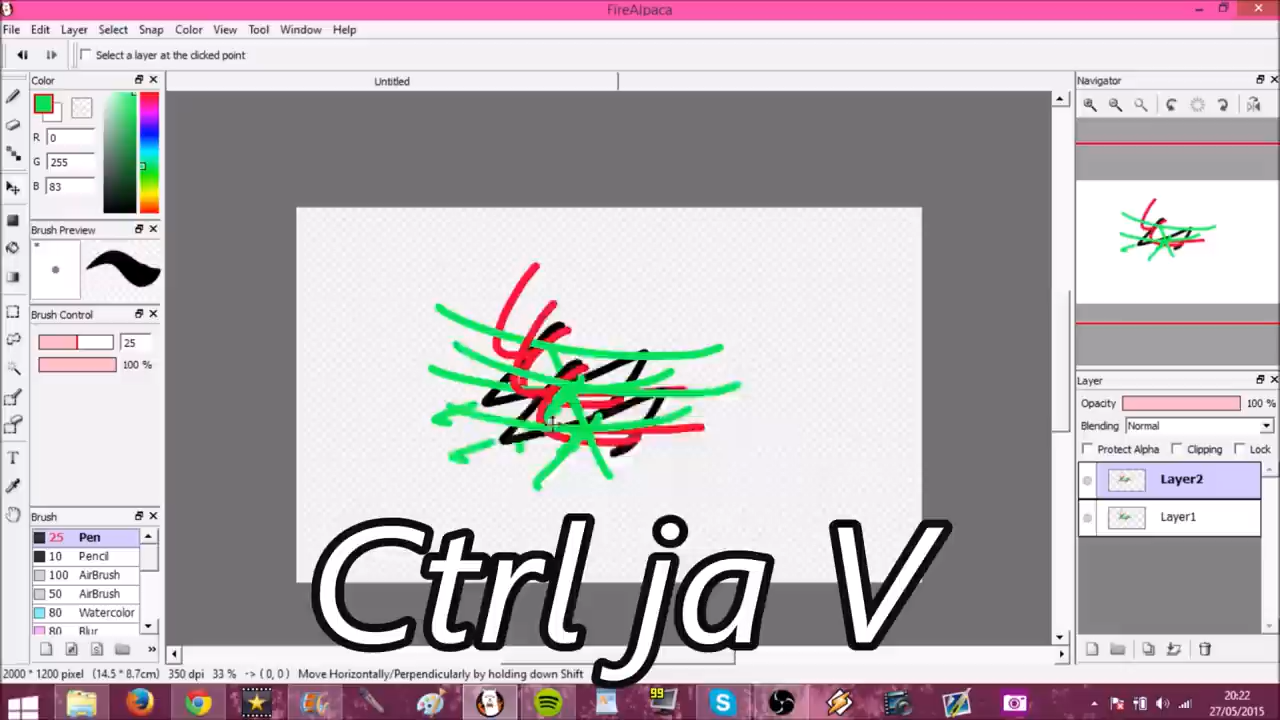 FireAlpaca
File Edit Layer Select Snap Color View Tool Window Help
Select a layer at the clicked point
Color
Untitled
Navigator
R 0
G 255
B 83
Brush Preview
Brush Control
25
100 %
Layer
Opacity 100 %
Blending Normal
Protect Alpha Clipping Lock
Layer2
Layer1
Brush
25 Pen
10 Pencil
100 AirBrush
50 AirBrush
80 Watercolor
80 Blur
Ctrl ja V
2000 * 1200 pixel (14.5 * 8.7cm) 350 dpi 33 % -> ( 0, 0 ) Move Horizontally/Perpendicularly by holding down Shift
99
20:22
27/05/2015